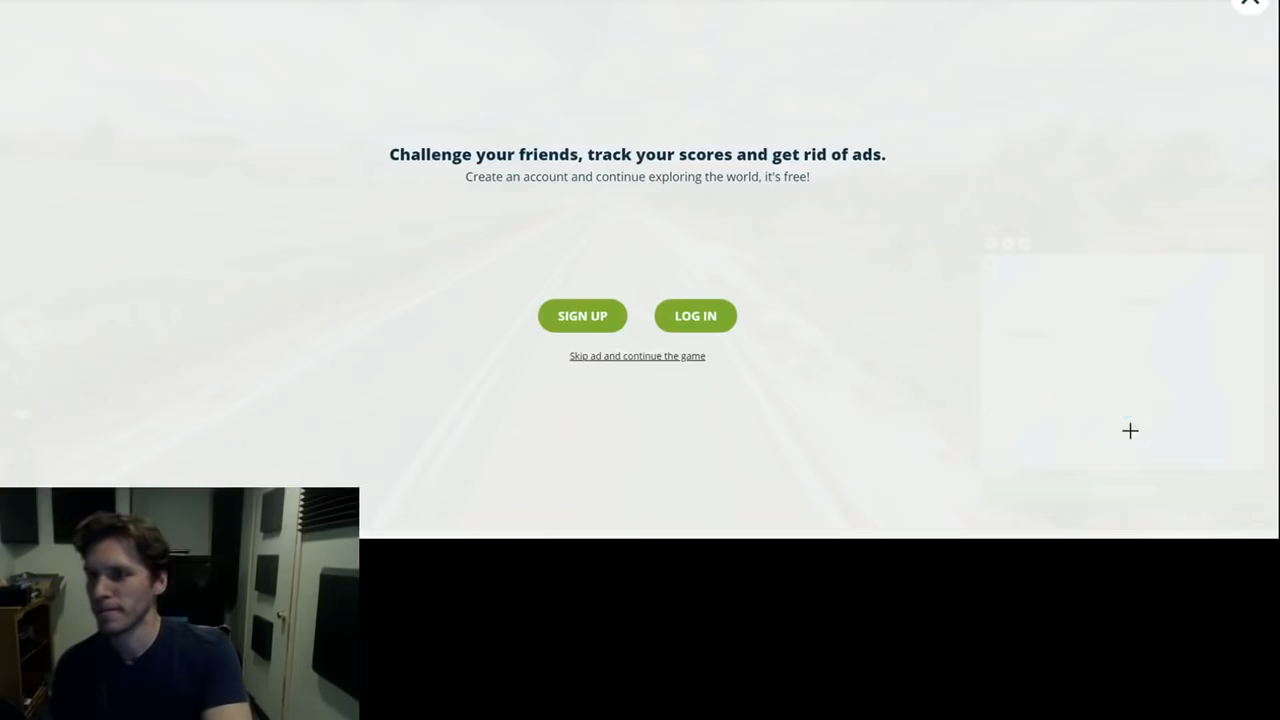 Challenge your friends, track your scores and get rid of ads.
Create an account and continue exploring the world, it's free!
SIGN UP
LOG IN
Skip ad and continue the game